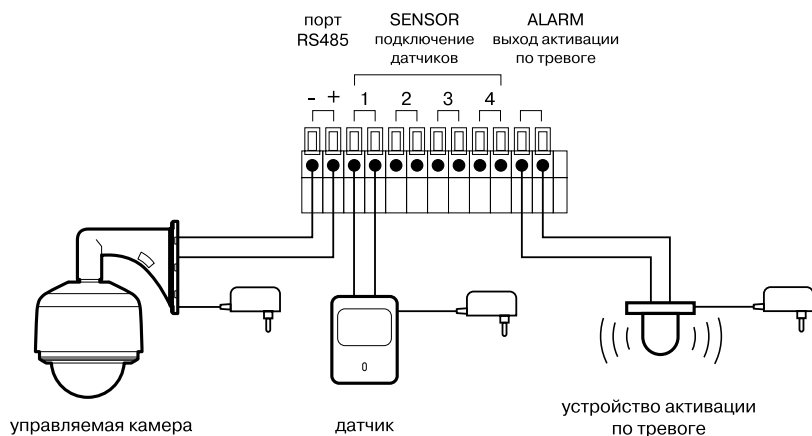 порт
RS485
SENSOR
подключение
датчиков
ALARM
выход активации
по тревоге
- + 1 2 3 4
управляемая камера
датчик
устройство активации
по тревоге